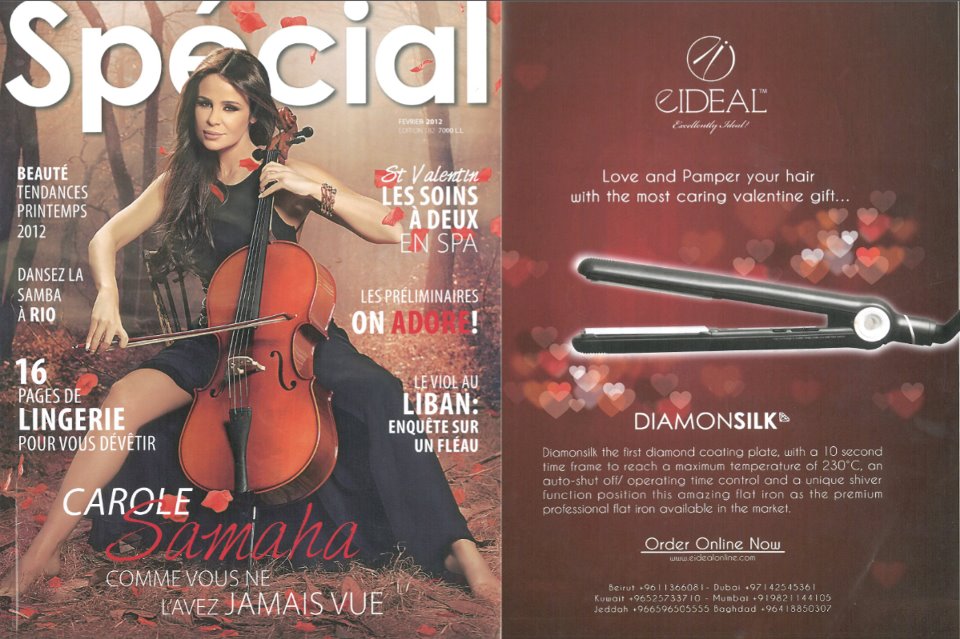 Spécial
FEVRIER 2012
EDITION 182 7000 L.L
BEAUTÉ
TENDANCES
PRINTEMPS
2012
DANSEZ LA
SAMBA
À RIO
16
PAGES DE
LINGERIE
POUR VOUS DÉVÊTIR
St Valentin
LES SOINS
À DEUX
EN SPA
LES PRÉLIMINAIRES
ON ADORE!
LE VIOL AU
LIBAN:
ENQUÊTE SUR
UN FLÉAU
CAROLE
Samaha
COMME VOUS NE
L'AVEZ JAMAIS VUE
eIDEAL™
Excellently Ideal!
Love and Pamper your hair
with the most caring valentine gift...
DIAMONSILK
Diamonsilk the first diamond coating plate, with a 10 second
time frame to reach a maximum temperature of 230°C, an
auto-shut off/ operating time control and a unique shiver
function position this amazing flat iron as the premium
professional flat iron available in the market.
Order Online Now
www.eidealonline.com
Beirut +9611366081- Dubai +97142545361
Kuwait +96525733710 - Mumbai +919821144105
Jeddah +966596505555 Baghdad +96418850307